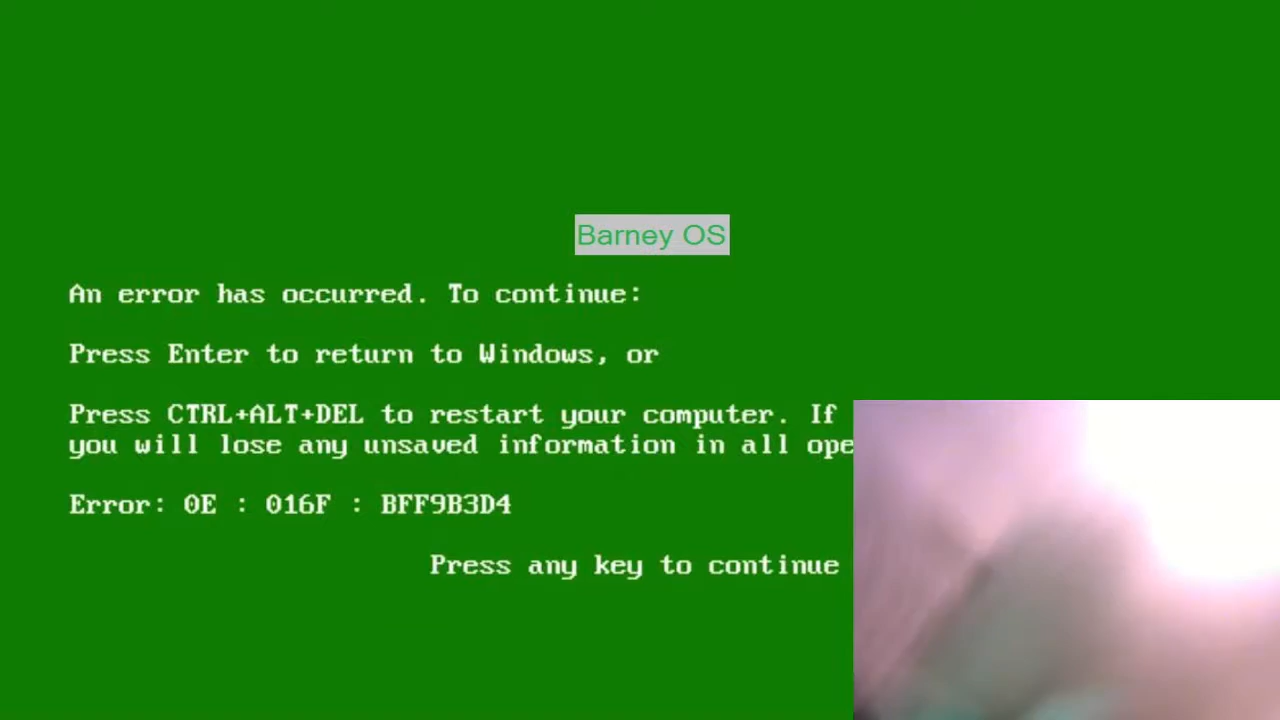 Barney OS
An error has occurred. To continue:
Press Enter to return to Windows, or
Press CTRL+ALT+DEL to restart your computer. If
you will lose any unsaved information in all ope
Error: 0E : 016F : BFF9B3D4
Press any key to continue